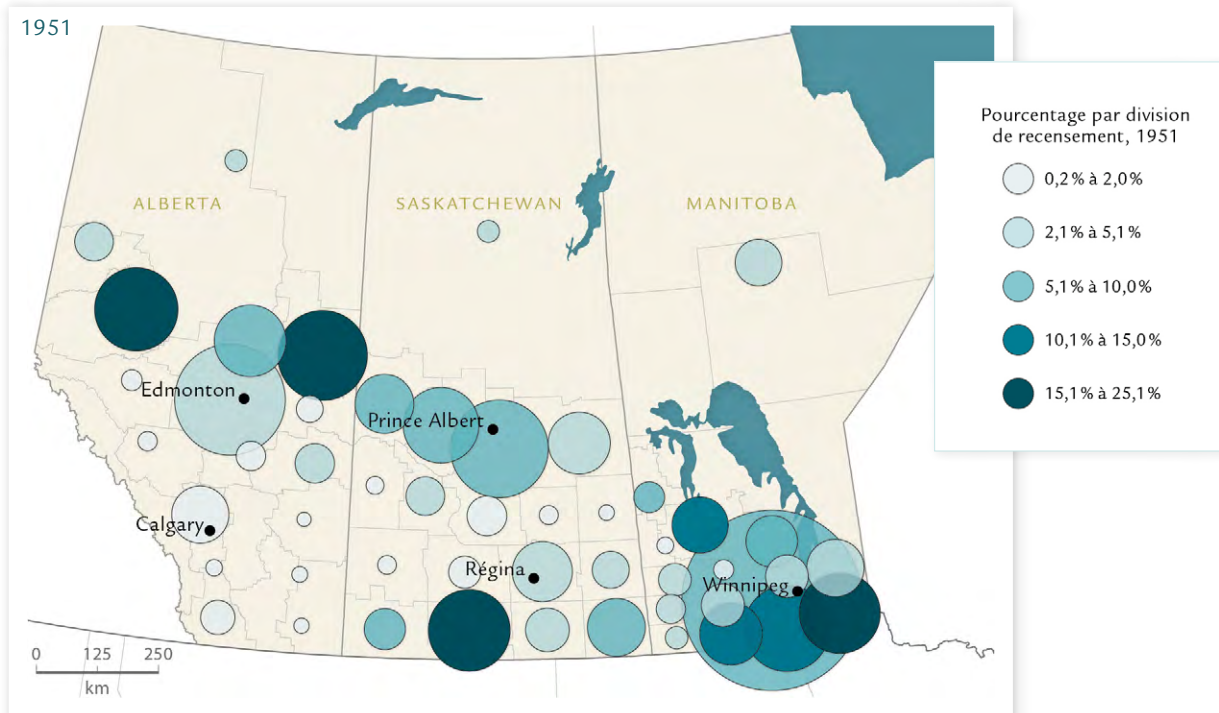 1951
Pourcentage par division
de recensement, 1951
0,2 % à 2,0 %
2,1 % à 5,1 %
5,1 % à 10,0 %
10,1 % à 15,0 %
15,1 % à 25,1 %
ALBERTA
SASKATCHEWAN
MANITOBA
Edmonton
Prince Albert
Calgary
Régina
Winnipeg
0 125 250
km